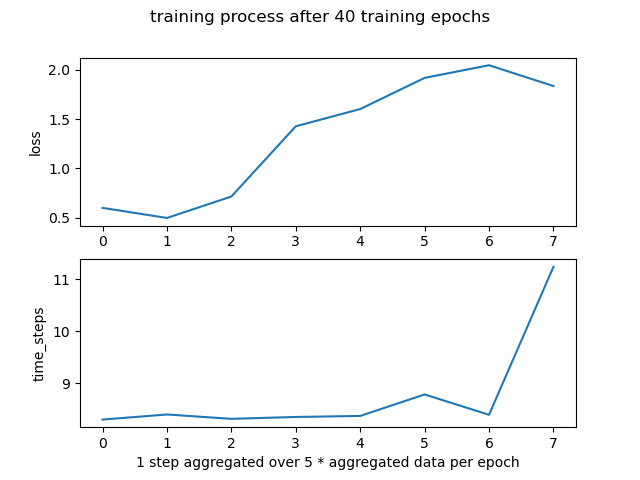 training process after 40 training epochs
2.0
1.5
1.0
0.5
loss
0 1 2 3 4 5 6 7
11
10
9
time_steps
0 1 2 3 4 5 6 7
1 step aggregated over 5 * aggregated data per epoch